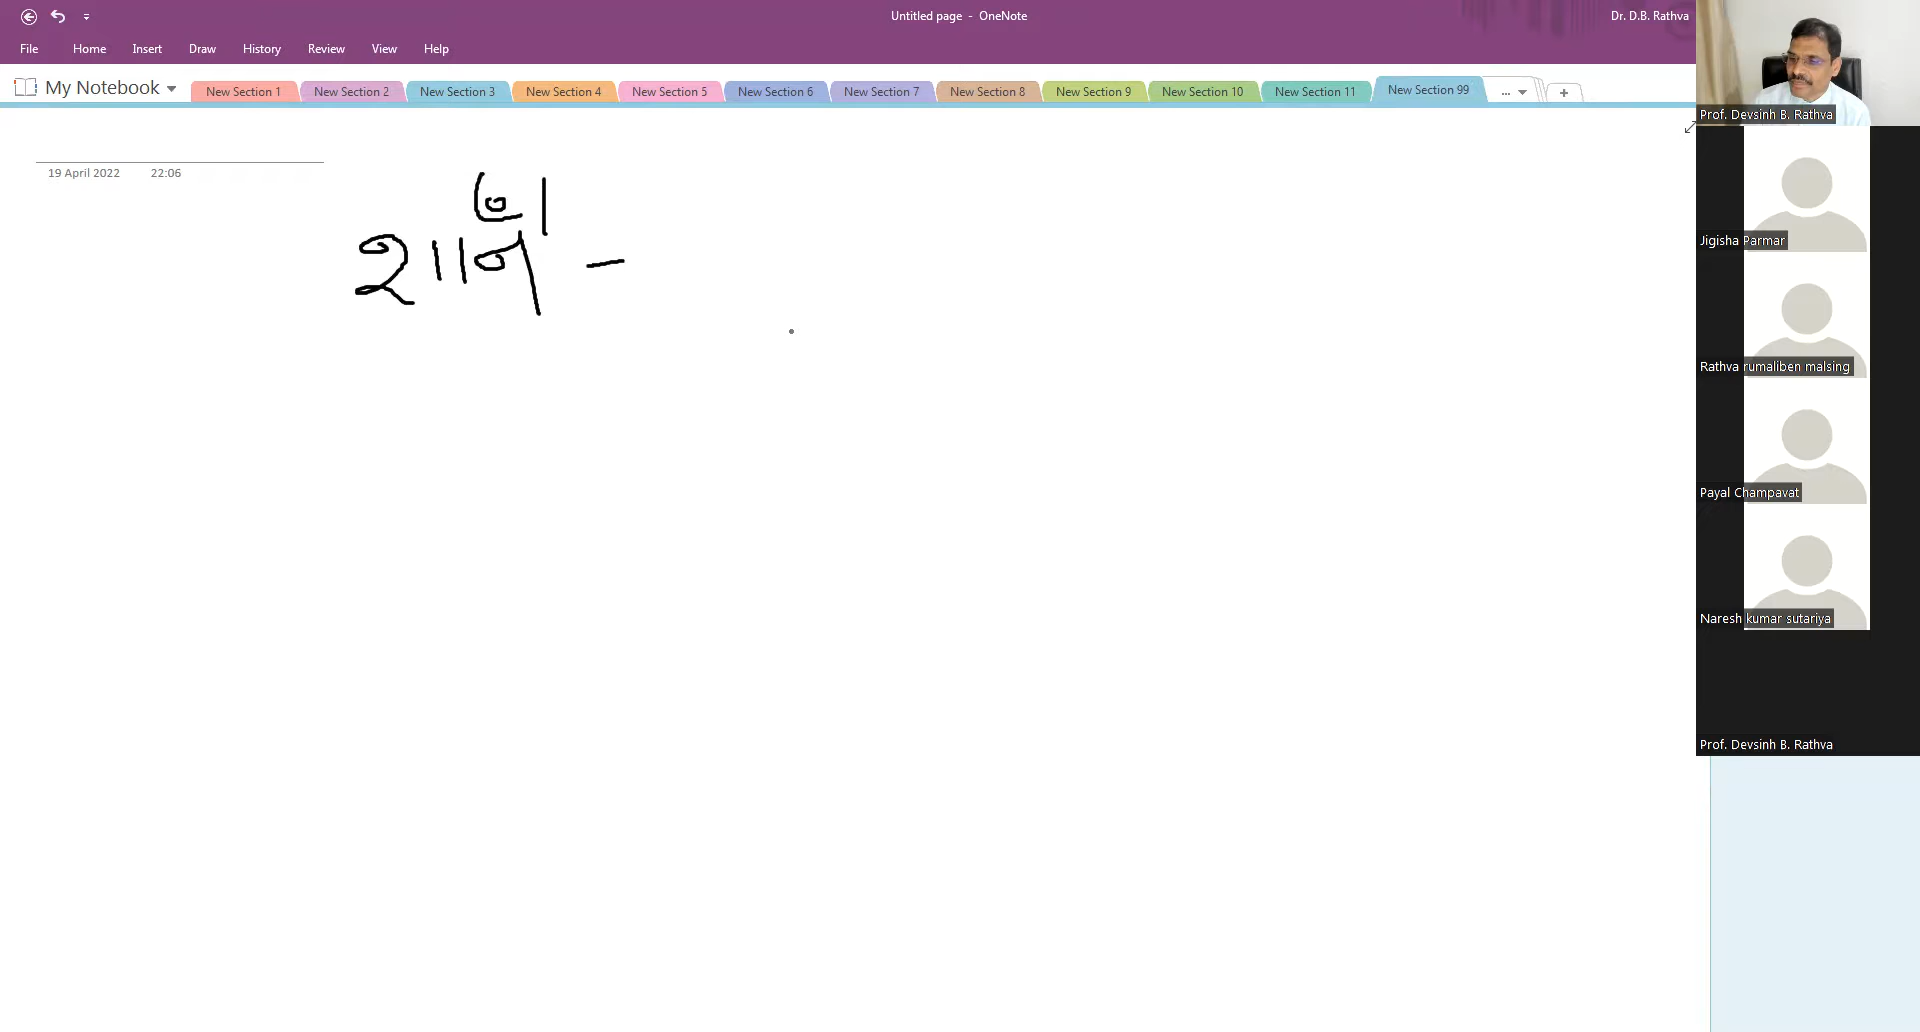 Untitled page - OneNote
Dr. D.B. Rathva
File Home Insert Draw History Review View Help
My Notebook New Section 1 New Section 2 New Section 3 New Section 4 New Section 5 New Section 6 New Section 7 New Section 8 New Section 9 New Section 10 New Section 11 New Section 99 ... +
19 April 2022 22:06
Prof. Devsinh B. Rathva
Jigisha Parmar
Rathva rumaliben malsing
Payal Champavat
Naresh kumar sutariya
Prof. Devsinh B. Rathva